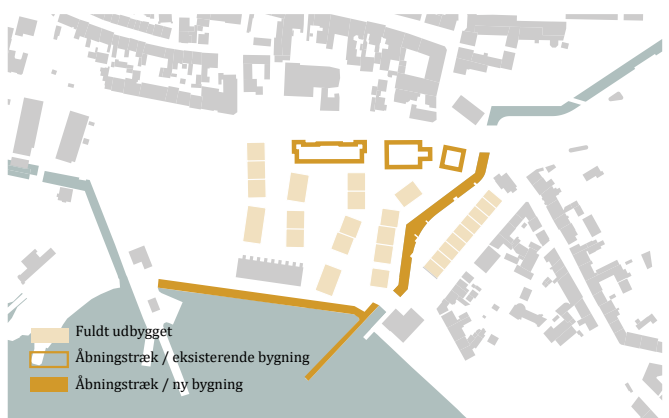 Fuldt udbygget
Åbningstræk / eksisterende bygning
Åbningstræk / ny bygning